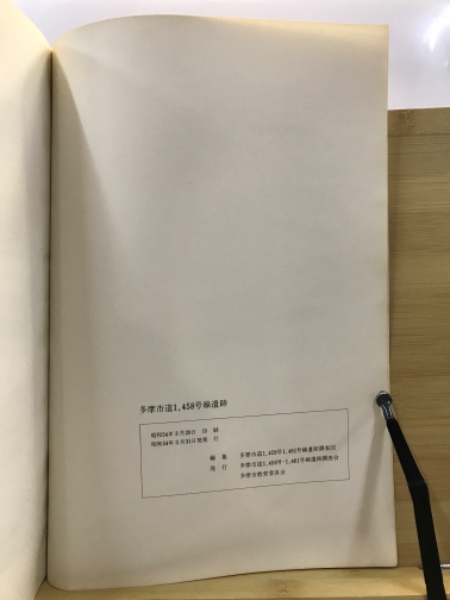 多摩市道1,458号線遺跡
昭和54年3月28日 印刷
昭和54年3月31日発行
編集 多摩市道1,458号1,461号線遺跡調査団
発行 多摩市道1,458号・1,461号線遺跡調査会
多摩市教育委員会